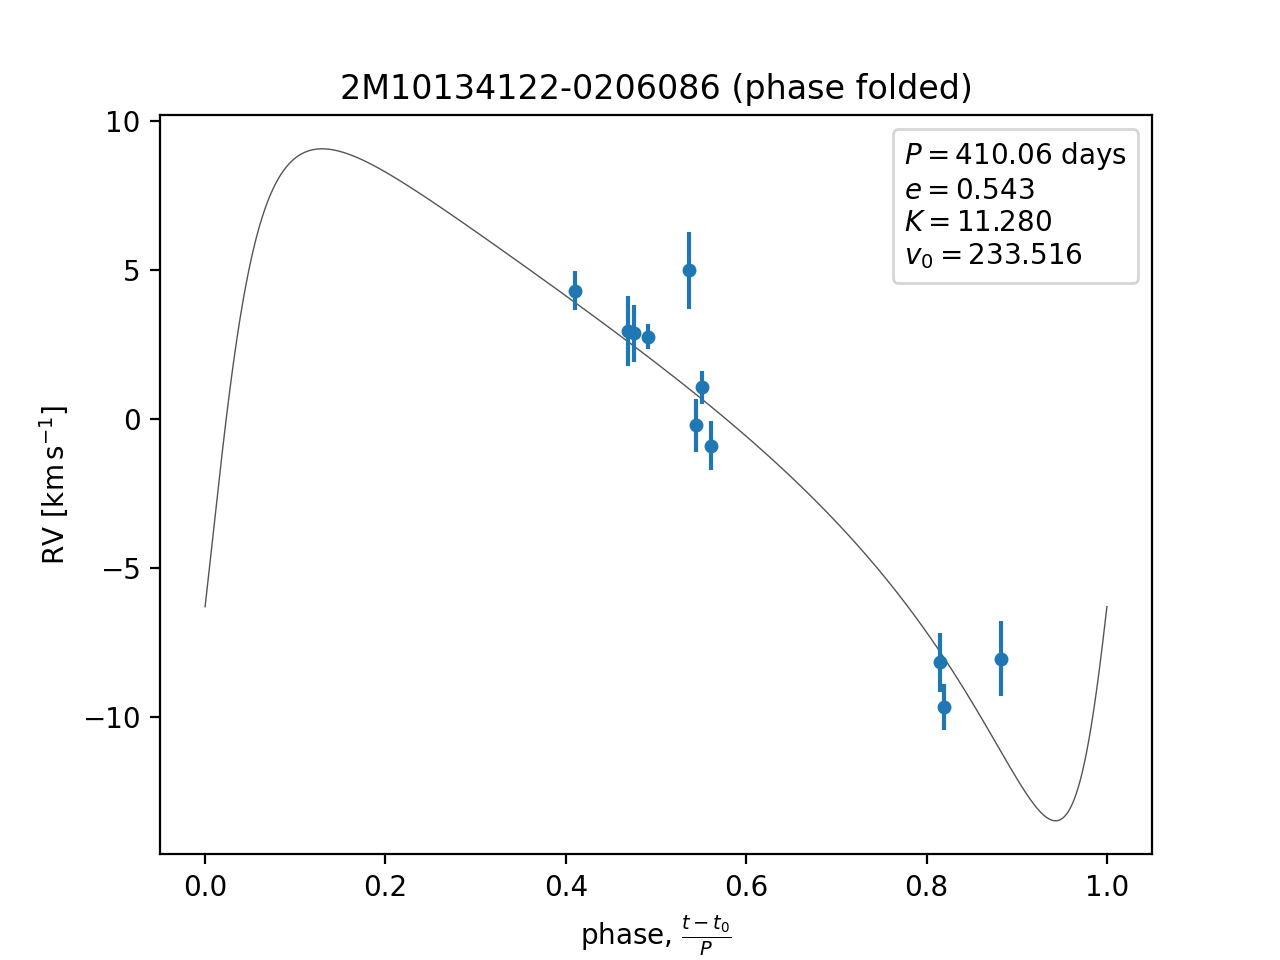 2M10134122-0206086 (phase folded)
P = 410.06 days
e = 0.543
K = 11.280
v₀ = 233.516
RV [km s⁻¹]
10
5
0
−5
−10
0.0 0.2 0.4 0.6 0.8 1.0
phase, (t − t₀)/P